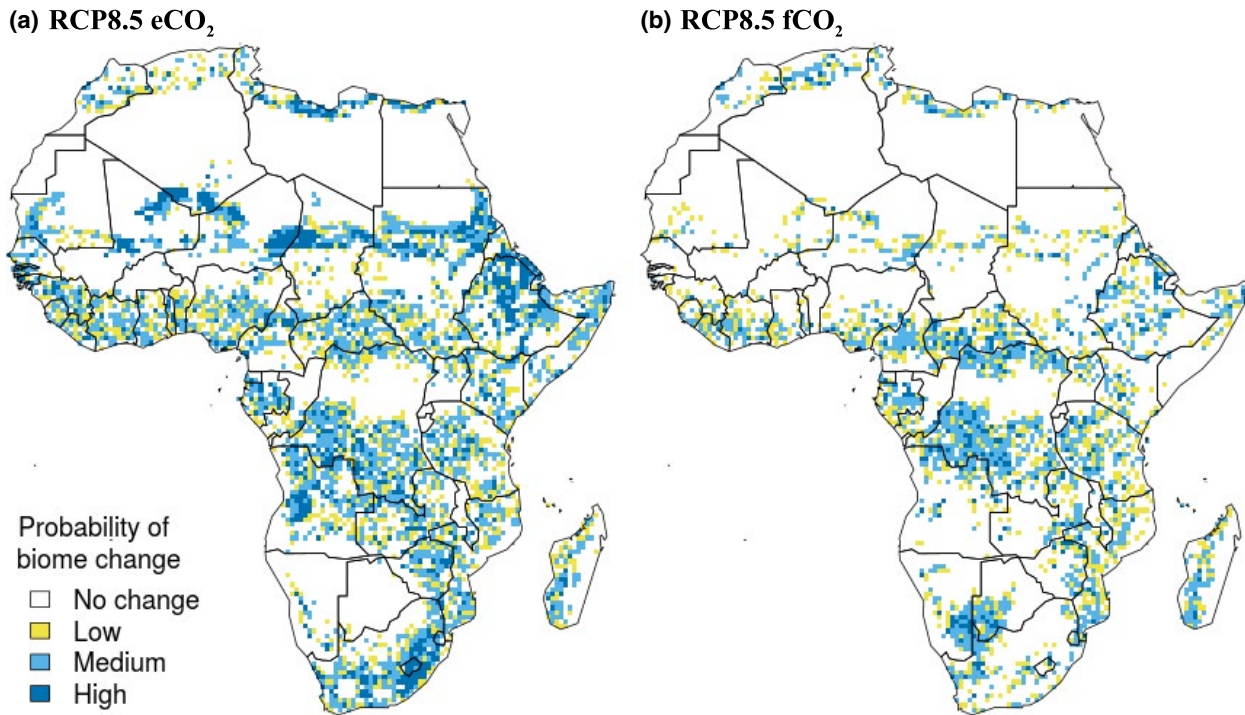 (a) RCP8.5 eCO₂
(b) RCP8.5 fCO₂
Probability of
biome change
No change
Low
Medium
High